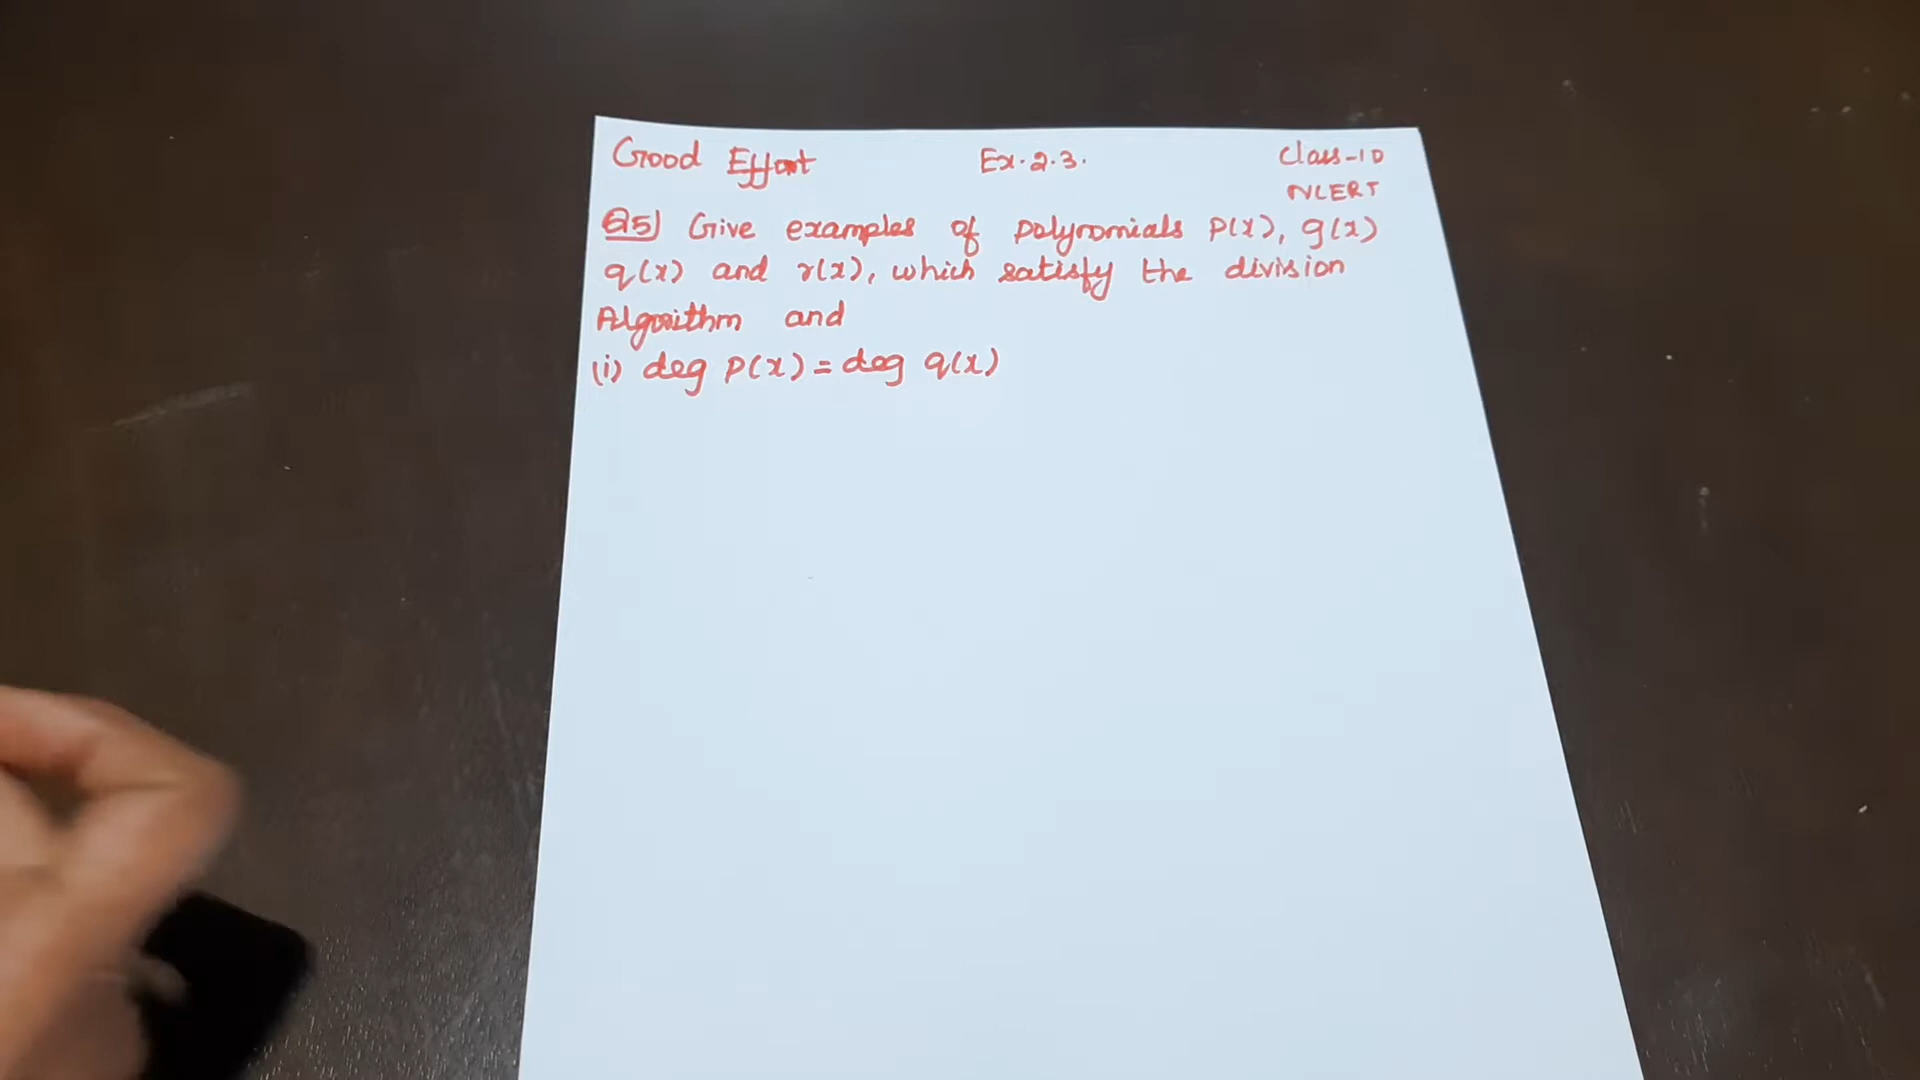 Good Effort Ex.2.3. Class-10
NCERT
Q5) Give examples of polynomials P(x), g(x)
q(x) and r(x), which satisfy the division
Algorithm and
(i) deg P(x) = deg q(x)